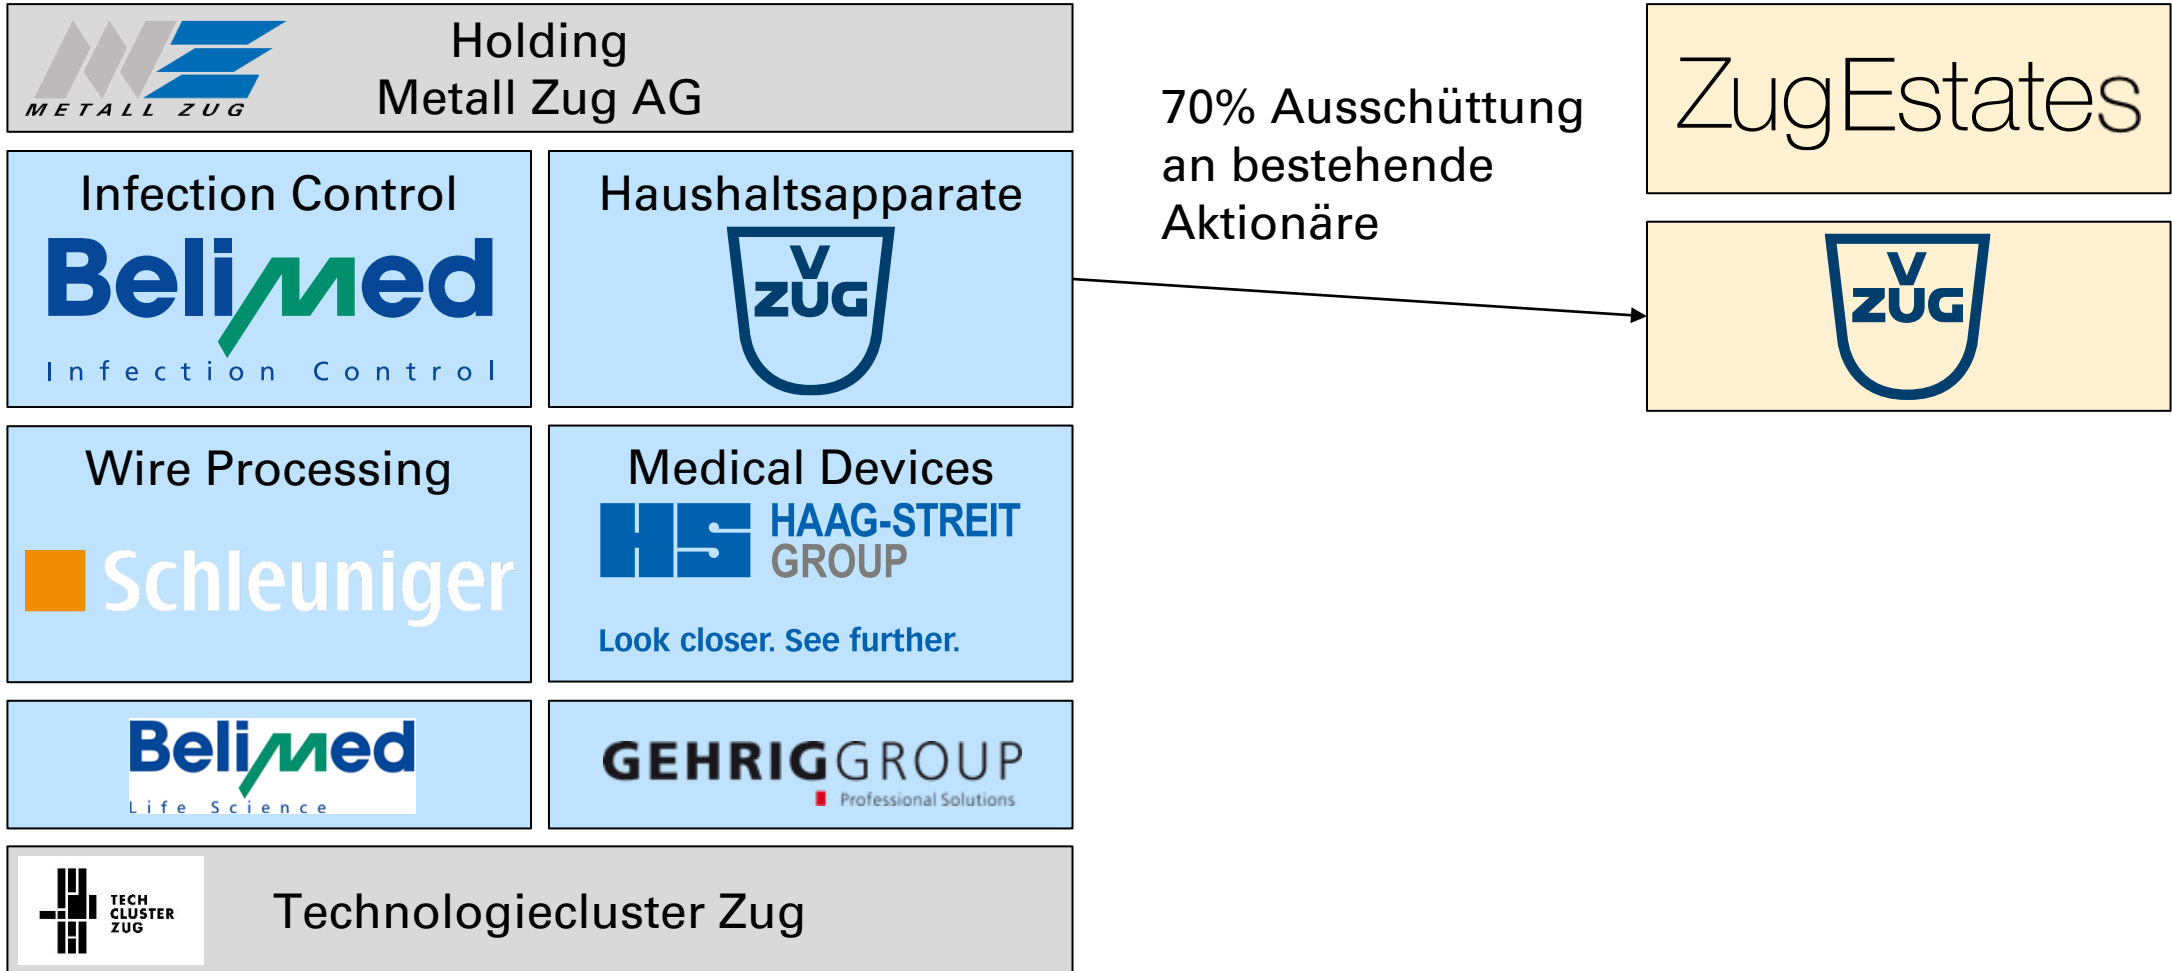 METALL ZUG
Holding
Metall Zug AG
Infection Control
Belimed
Infection Control
Haushaltsapparate
V
ZUG
70% Ausschüttung
an bestehende
Aktionäre
ZugEstates
V
ZUG
Wire Processing
Schleuniger
Medical Devices
HS HAAG-STREIT
GROUP
Look closer. See further.
Belimed
Life Science
GEHRIGGROUP
Professional Solutions
TECH
CLUSTER
ZUG
Technologiecluster Zug